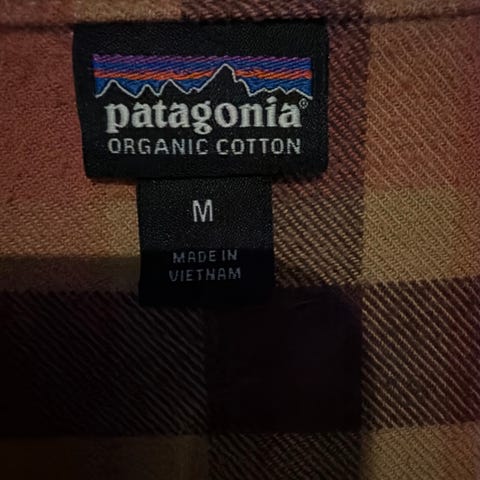 patagonia®
ORGANIC COTTON
M
MADE IN
VIETNAM